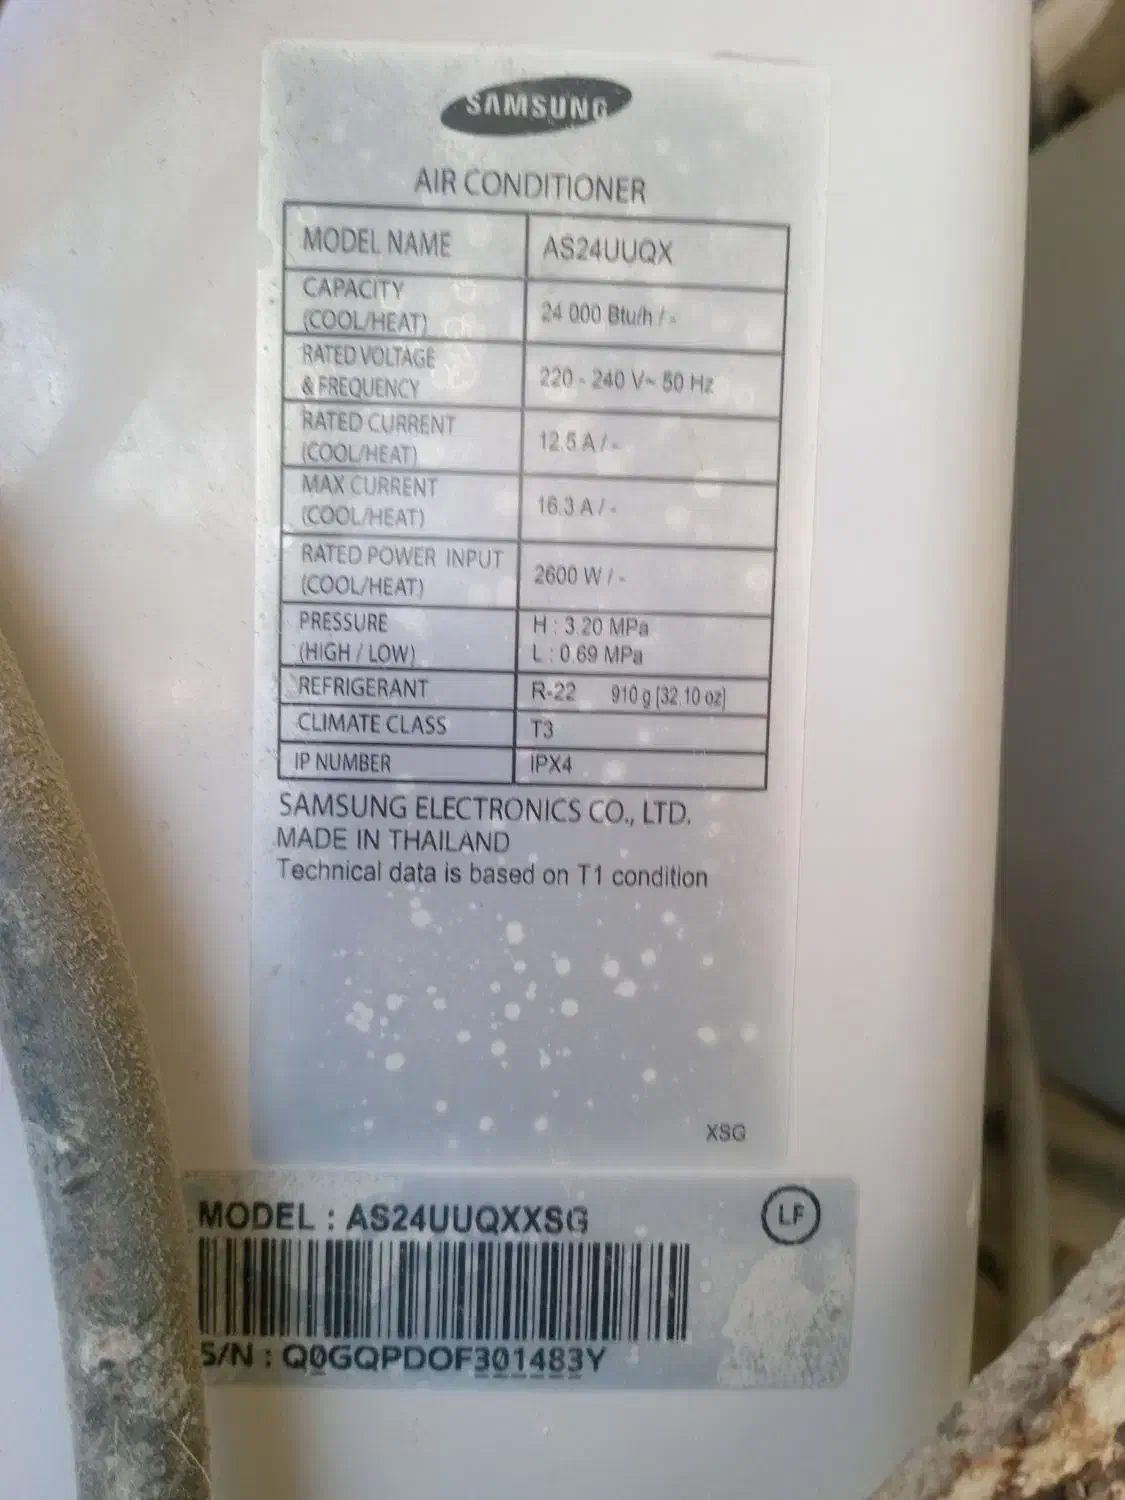 SAMSUNG
AIR CONDITIONER
MODEL NAME AS24UUQX
CAPACITY
(COOL/HEAT) 24 000 Btu/h / -
RATED VOLTAGE
& FREQUENCY 220 - 240 V~ 50 Hz
RATED CURRENT
(COOL/HEAT) 12.5 A / -
MAX CURRENT
(COOL/HEAT) 16.3 A / -
RATED POWER INPUT
(COOL/HEAT) 2600 W / -
PRESSURE H : 3.20 MPa
(HIGH / LOW) L : 0.69 MPa
REFRIGERANT R-22 910 g [32.10 oz]
CLIMATE CLASS T3
IP NUMBER IPX4
SAMSUNG ELECTRONICS CO., LTD.
MADE IN THAILAND
Technical data is based on T1 condition
XSG
MODEL : AS24UUQXXSG
LF
S/N : Q0GQPDOF301483Y